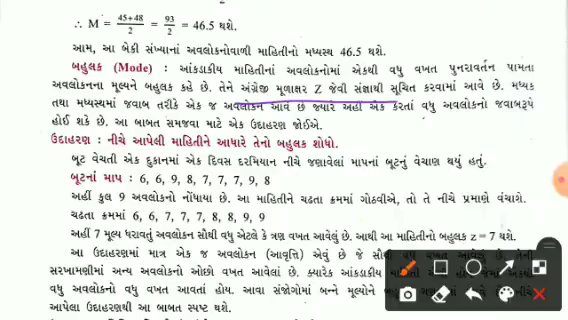 ∴ M = 45+48/2 = 93/2 = 46.5 થશે.
આમ, આ બેકી સંખ્યાનાં અવલોકનોવાળી માહિતીનો મધ્યસ્થ 46.5 થશે.
બહુલક (Mode) : આંકડાકીય માહિતીનાં અવલોકનોમાં એકથી વધુ વખત પુનરાવર્તન પામતા
અવલોકનના મૂલ્યને બહુલક કહે છે. તેને અંગ્રેજી મૂળાક્ષર Z જેવી સંજ્ઞાથી સૂચિત કરવામાં આવે છે. મધ્યક
તથા મધ્યસ્થમાં જવાબ તરીકે એક જ અવલોકન આવે છે જ્યારે અહીં એક કરતાં વધુ અવલોકનો જવાબરૂપે
હોઈ શકે છે. આ બાબત સમજવા માટે એક ઉદાહરણ જોઈએ.
ઉદાહરણ : નીચે આપેલી માહિતીને આધારે તેનો બહુલક શોધો.
બૂટ વેચતી એક દુકાનમાં એક દિવસ દરમિયાન નીચે જણાવેલાં માપનાં બૂટનું વેચાણ થયું હતું.
બૂટનાં માપ : 6, 6, 9, 8, 7, 7, 7, 9, 8
અહીં કુલ 9 અવલોકનો નોંધાયા છે. આ માહિતીને ચઢતા ક્રમમાં ગોઠવીએ, તો તે નીચે પ્રમાણે વંચાશે.
ચઢતા ક્રમમાં 6, 6, 7, 7, 7, 8, 8, 9, 9
અહીં 7 મૂલ્ય ધરાવતું અવલોકન સૌથી વધુ એટલે કે ત્રણ વખત આવેલું છે. આથી આ માહિતીનો બહુલક z = 7 થશે.
આ ઉદાહરણમાં માત્ર એક જ અવલોકન (આવૃત્તિ) એવું છે જે
સરખામણીમાં અન્ય અવલોકનો ઓછો વખત આવેલાં છે. ક્યારેક આંકડાકીય
વધુ અવલોકનો વધુ વખત આવતાં હોય. આવા સંજોગોમાં બન્ને મૂલ્યોને
આપેલા ઉદાહરણથી આ બાબત સ્પષ્ટ થશે.